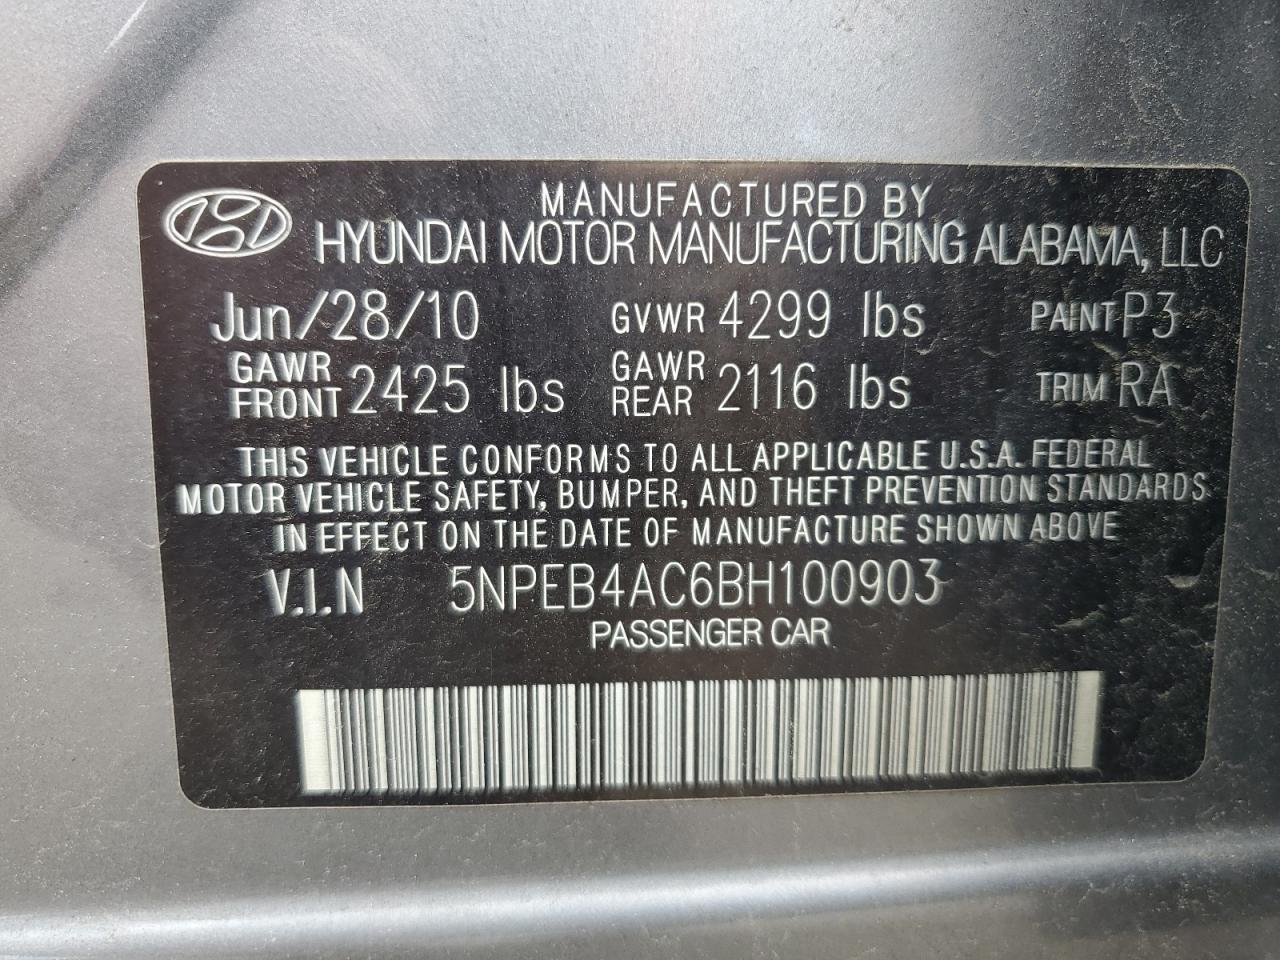 MANUFACTURED BY
HYUNDAI MOTOR MANUFACTURING ALABAMA, LLC
Jun/28/10 GVWR 4299 lbs PAINT P3
GAWR FRONT 2425 lbs GAWR REAR 2116 lbs TRIM RA
THIS VEHICLE CONFORMS TO ALL APPLICABLE U.S.A. FEDERAL
MOTOR VEHICLE SAFETY, BUMPER, AND THEFT PREVENTION STANDARDS
IN EFFECT ON THE DATE OF MANUFACTURE SHOWN ABOVE
V.I.N 5NPEB4AC6BH100903
PASSENGER CAR